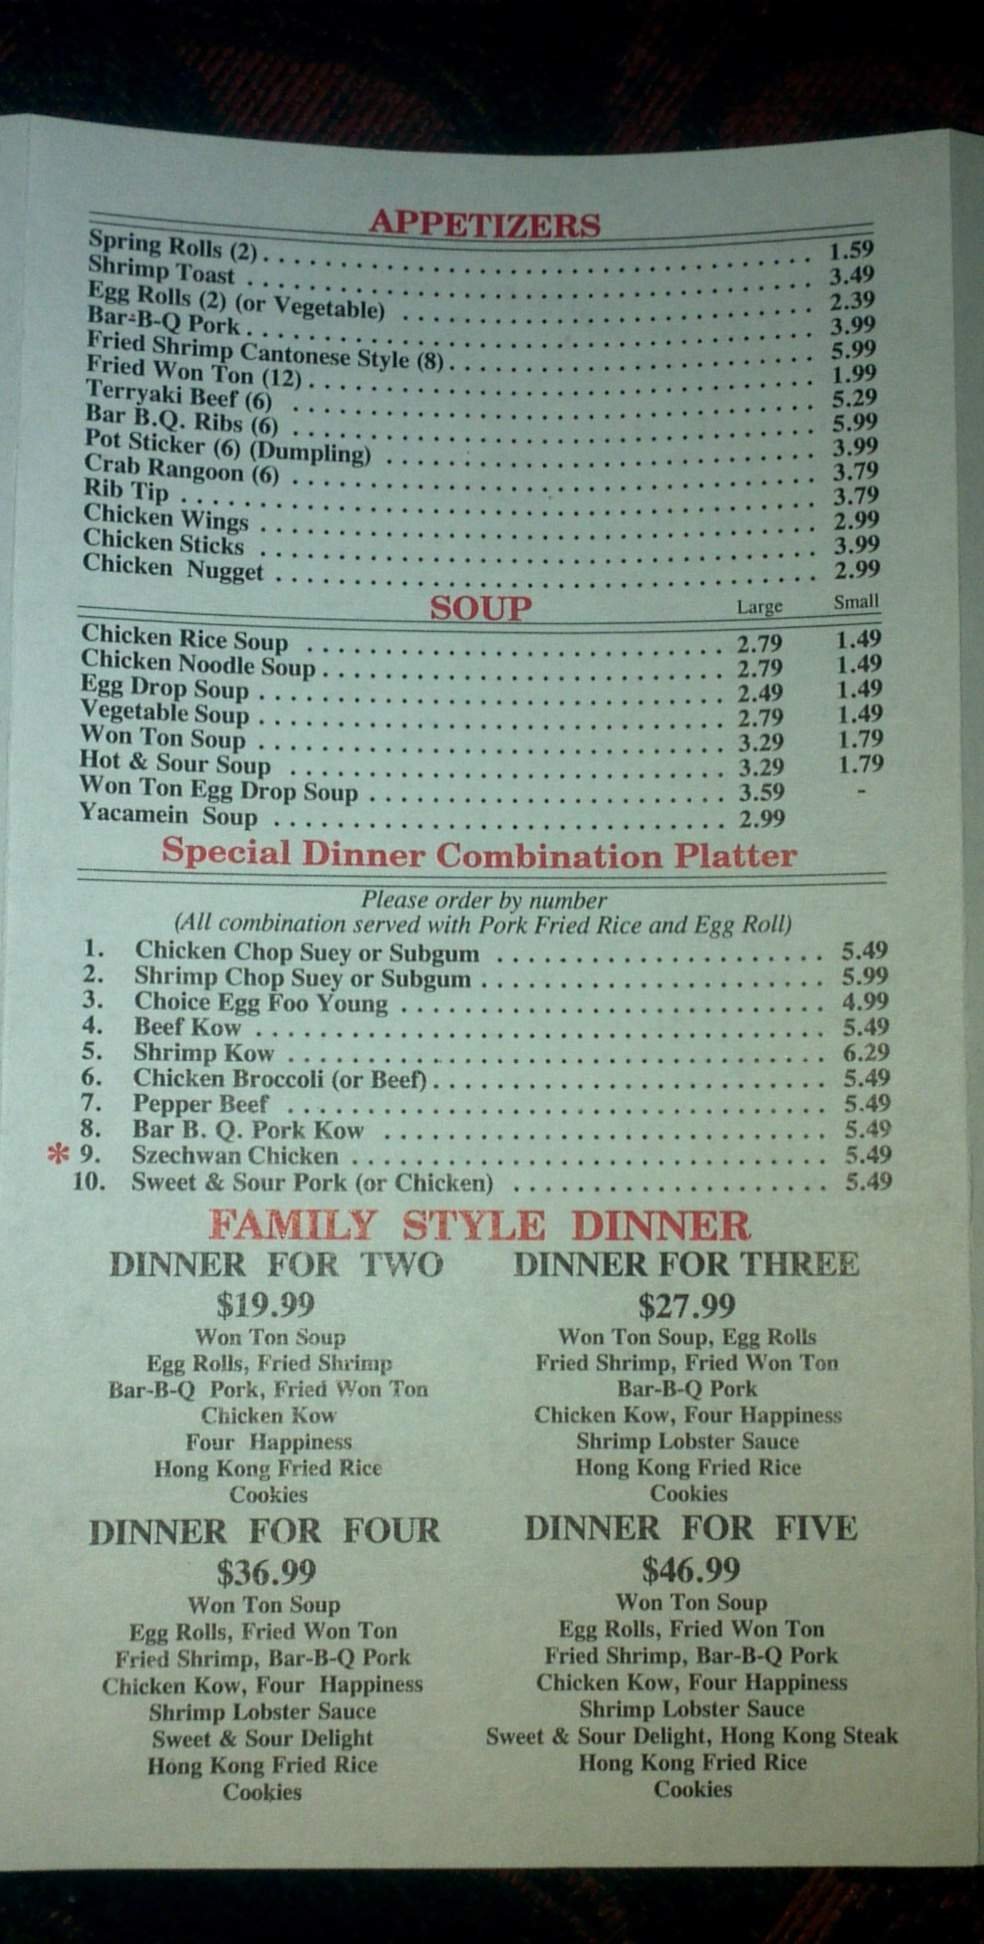 APPETIZERS
Spring Rolls (2) 1.59
Shrimp Toast 3.49
Egg Rolls (2) (or Vegetable) 2.39
Bar-B-Q Pork 3.99
Fried Shrimp Cantonese Style (8) 5.99
Fried Won Ton (12) 1.99
Terryaki Beef (6) 5.29
Bar B.Q. Ribs (6) 5.99
Pot Sticker (6) (Dumpling) 3.99
Crab Rangoon (6) 3.79
Rib Tip 3.79
Chicken Wings 2.99
Chicken Sticks 3.99
Chicken Nugget 2.99
SOUP Large Small
Chicken Rice Soup 2.79 1.49
Chicken Noodle Soup 2.79 1.49
Egg Drop Soup 2.49 1.49
Vegetable Soup 2.79 1.49
Won Ton Soup 3.29 1.79
Hot & Sour Soup 3.29 1.79
Won Ton Egg Drop Soup 3.59 -
Yacamein Soup 2.99
Special Dinner Combination Platter
Please order by number
(All combination served with Pork Fried Rice and Egg Roll)
1. Chicken Chop Suey or Subgum 5.49
2. Shrimp Chop Suey or Subgum 5.99
3. Choice Egg Foo Young 4.99
4. Beef Kow 5.49
5. Shrimp Kow 6.29
6. Chicken Broccoli (or Beef) 5.49
7. Pepper Beef 5.49
8. Bar B. Q. Pork Kow 5.49
* 9. Szechwan Chicken 5.49
10. Sweet & Sour Pork (or Chicken) 5.49
FAMILY STYLE DINNER
DINNER FOR TWO
$19.99
Won Ton Soup
Egg Rolls, Fried Shrimp
Bar-B-Q Pork, Fried Won Ton
Chicken Kow
Four Happiness
Hong Kong Fried Rice
Cookies
DINNER FOR THREE
$27.99
Won Ton Soup, Egg Rolls
Fried Shrimp, Fried Won Ton
Bar-B-Q Pork
Chicken Kow, Four Happiness
Shrimp Lobster Sauce
Hong Kong Fried Rice
Cookies
DINNER FOR FOUR
$36.99
Won Ton Soup
Egg Rolls, Fried Won Ton
Fried Shrimp, Bar-B-Q Pork
Chicken Kow, Four Happiness
Shrimp Lobster Sauce
Sweet & Sour Delight
Hong Kong Fried Rice
Cookies
DINNER FOR FIVE
$46.99
Won Ton Soup
Egg Rolls, Fried Won Ton
Fried Shrimp, Bar-B-Q Pork
Chicken Kow, Four Happiness
Shrimp Lobster Sauce
Sweet & Sour Delight, Hong Kong Steak
Hong Kong Fried Rice
Cookies